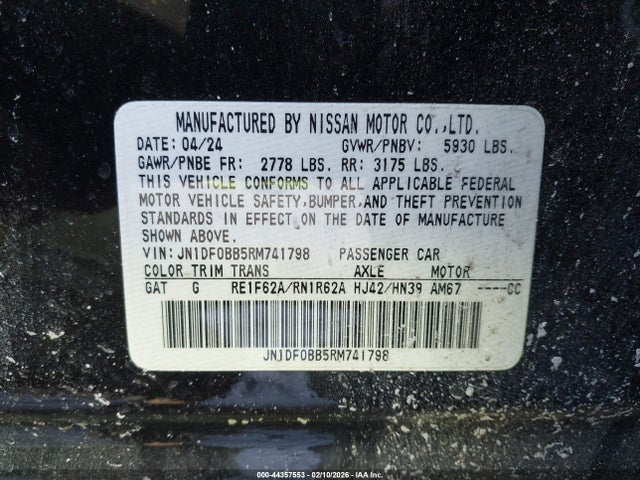 MANUFACTURED BY NISSAN MOTOR CO.,LTD.
DATE: 04/24 GVWR/PNBV: 5930 LBS.
GAWR/PNBE FR: 2778 LBS. RR: 3175 LBS.
THIS VEHICLE CONFORMS TO ALL APPLICABLE FEDERAL
MOTOR VEHICLE SAFETY,BUMPER,AND THEFT PREVENTION
STANDARDS IN EFFECT ON THE DATE OF MANUFACTURE
SHOWN ABOVE.
VIN: JN1DF0BB5RM741798 PASSENGER CAR
COLOR TRIM TRANS AXLE MOTOR
GAT G RE1F62A/RN1R62A HJ42/HN39 AM67 ----CC
JN1DF0BB5RM741798
000-44357553 - 02/10/2026 - IAAI, Inc.